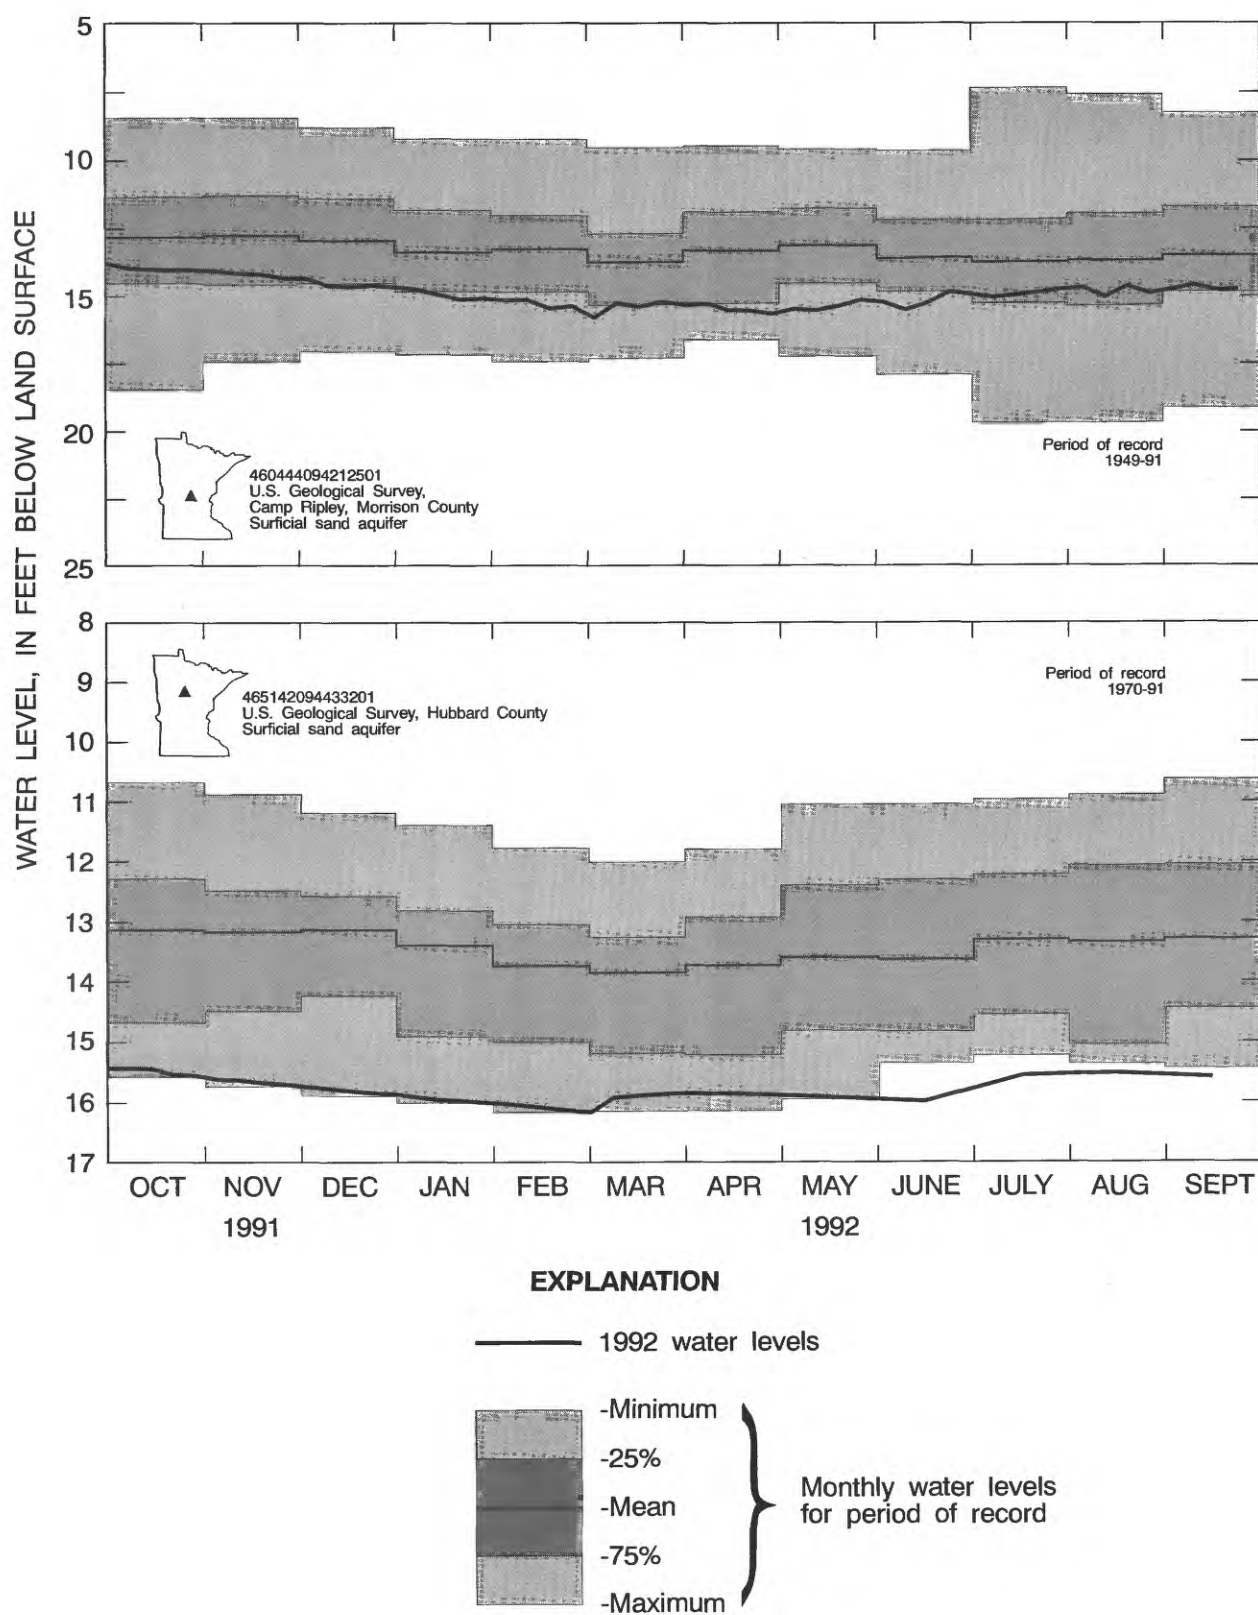 WATER LEVEL, IN FEET BELOW LAND SURFACE
5
10
15
20
25
460444094212501
U.S. Geological Survey,
Camp Ripley, Morrison County
Surficial sand aquifer
Period of record
1949-91
8
9
10
11
12
13
14
15
16
17
465142094433201
U.S. Geological Survey, Hubbard County
Surficial sand aquifer
Period of record
1970-91
OCT NOV DEC JAN FEB MAR APR MAY JUNE JULY AUG SEPT
1991 1992
EXPLANATION
1992 water levels
-Minimum
-25%
-Mean
-75%
-Maximum
Monthly water levels
for period of record